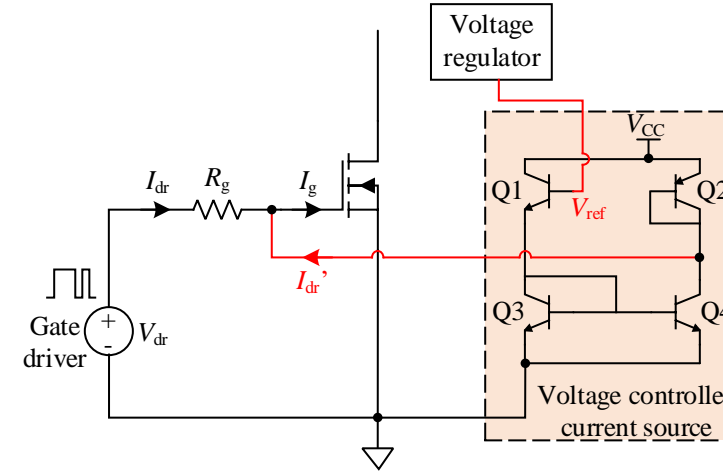 Voltage
regulator
V_CC
Q1
Q2
V_ref
I_dr
R_g
I_g
I_dr’
Q3
Q4
Gate
driver
+
-
V_dr
Voltage controlle
current source